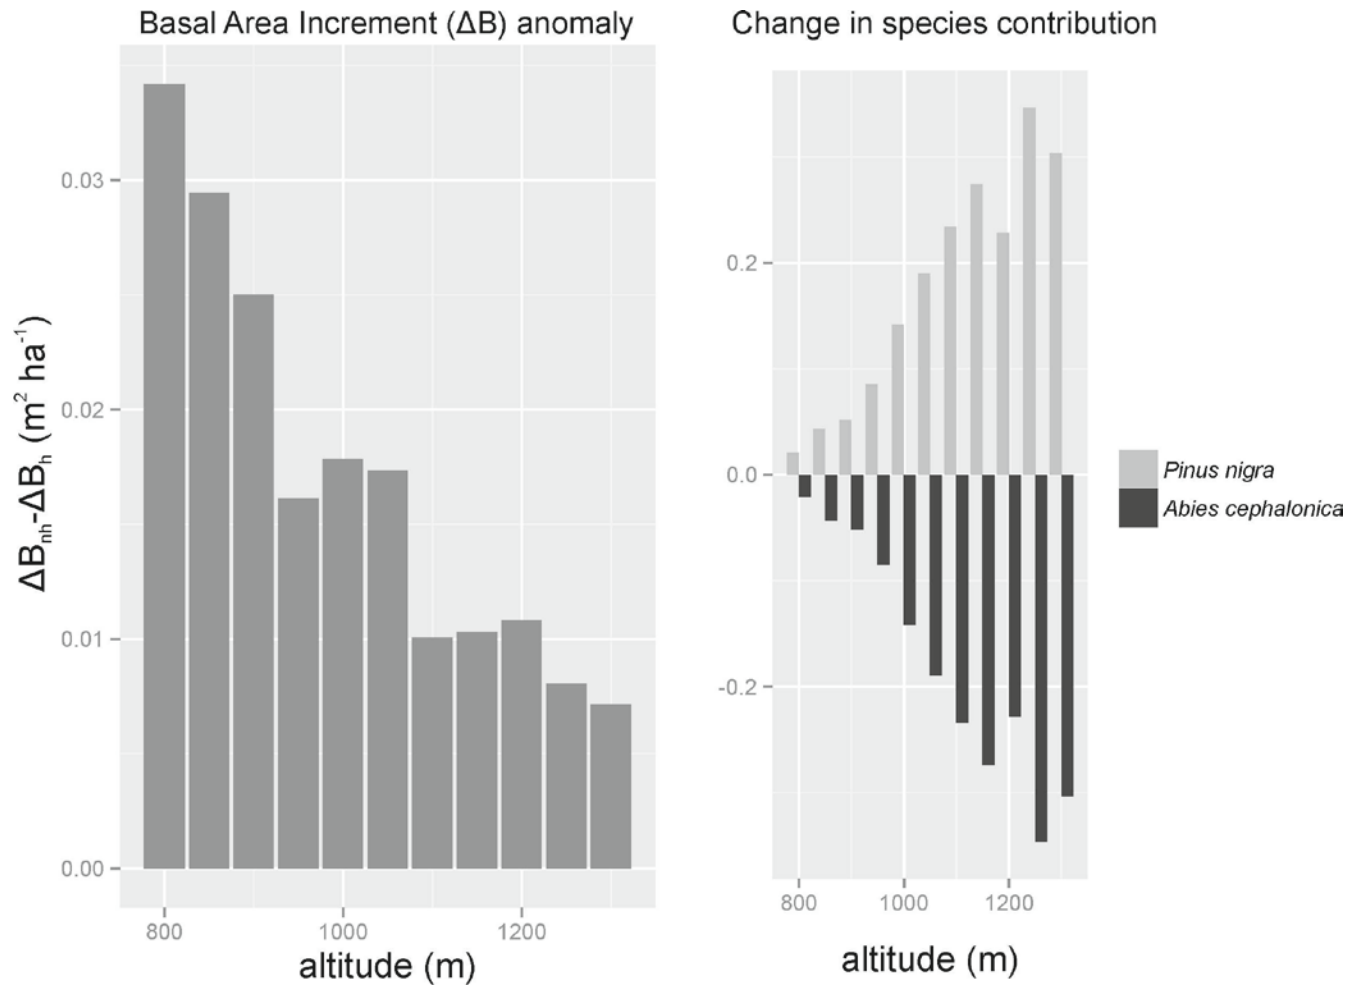 Basal Area Increment (ΔB) anomaly
Change in species contribution
ΔBnh-ΔBh (m² ha⁻¹)
0.03
0.02
0.01
0.00
800
1000
1200
altitude (m)
0.2
0.0
-0.2
800
1000
1200
altitude (m)
Pinus nigra
Abies cephalonica